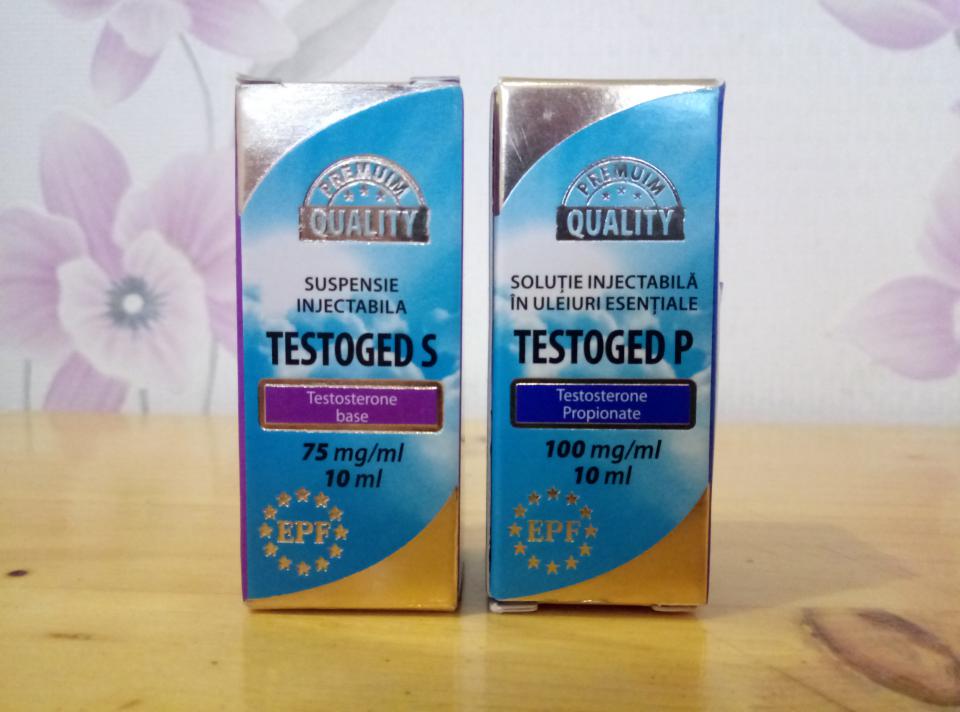 PREMUIM
QUALITY
SUSPENSIE
INJECTABILA
TESTOGED S
Testosterone
base
75 mg/ml
10 ml
EPF
PREMUIM
QUALITY
SOLUȚIE INJECTABILĂ
ÎN ULEIURI ESENȚIALE
TESTOGED P
Testosterone
Propionate
100 mg/ml
10 ml
EPF